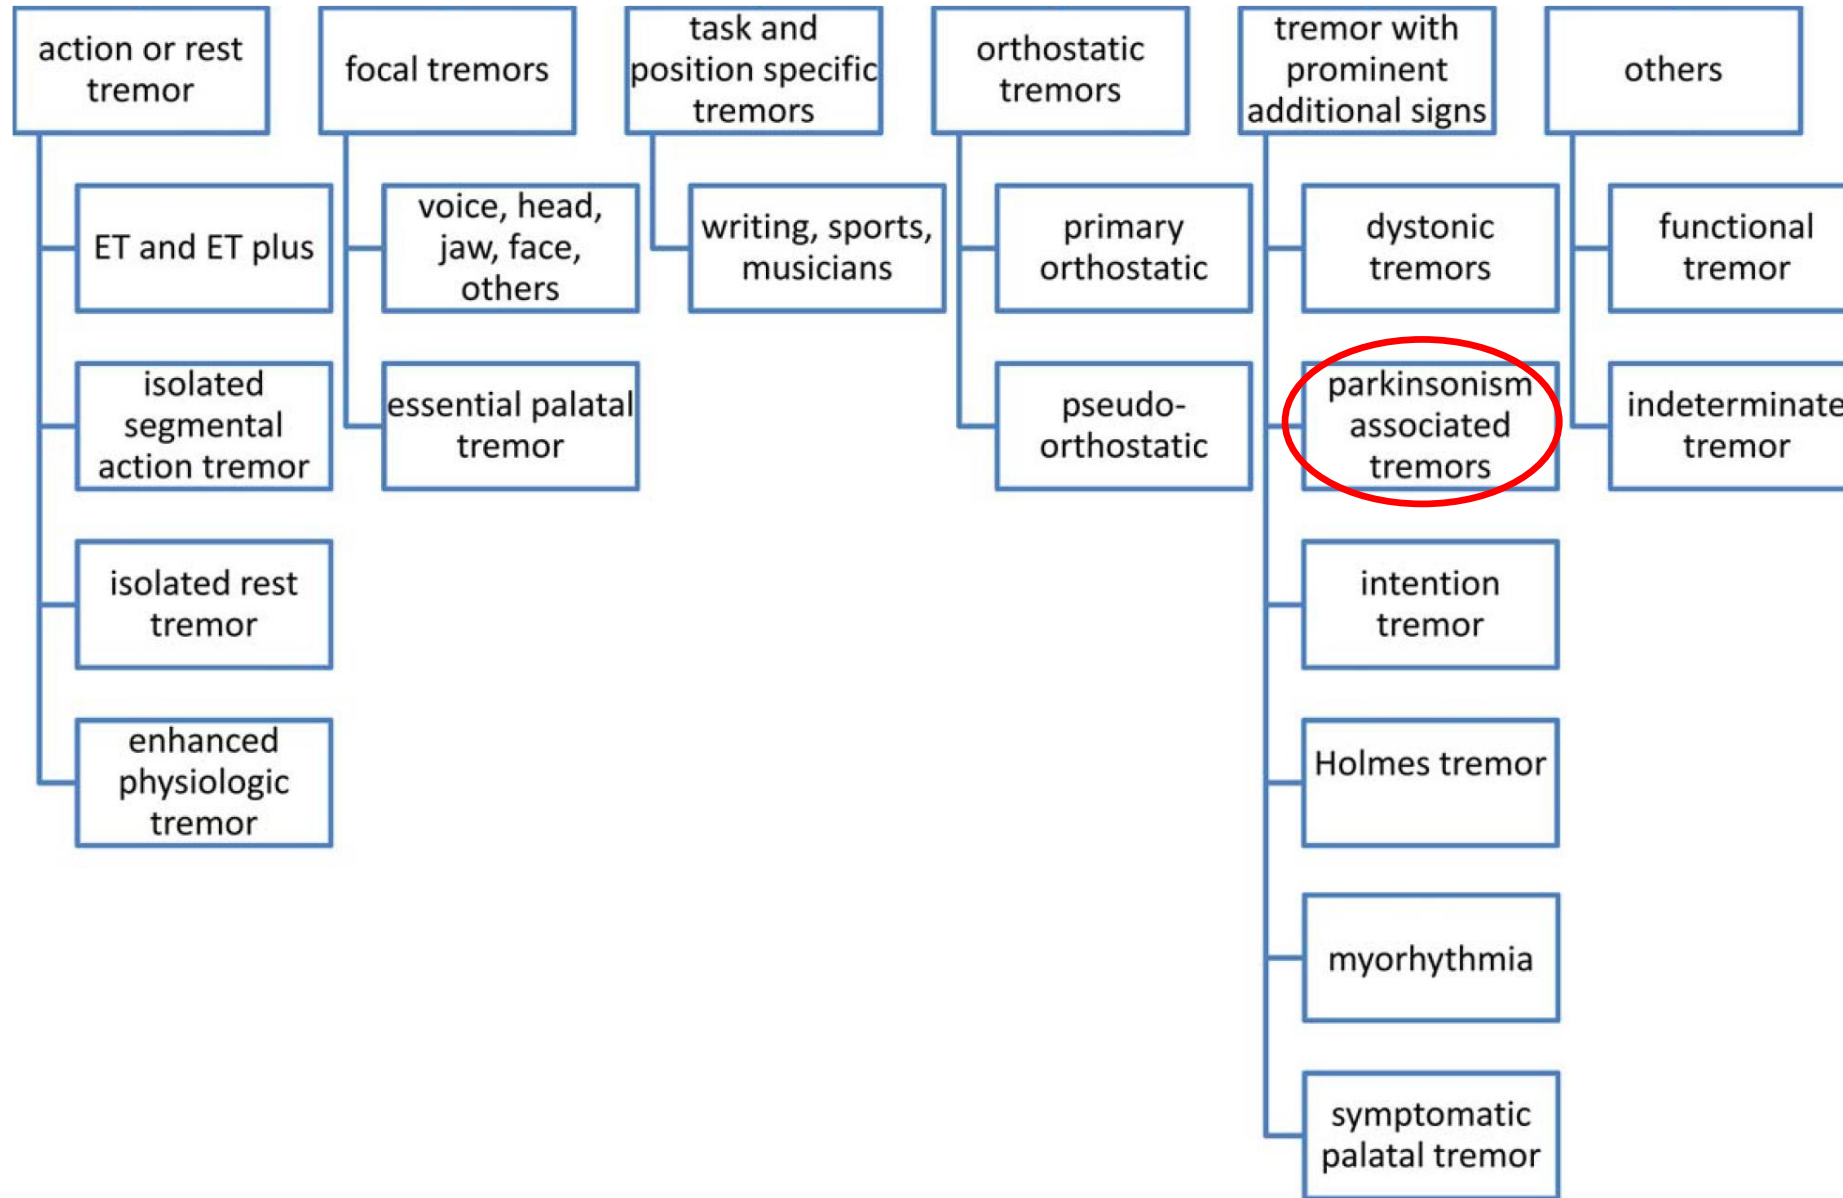 action or rest
tremor
ET and ET plus
isolated
segmental
action tremor
isolated rest
tremor
enhanced
physiologic
tremor
focal tremors
voice, head,
jaw, face,
others
essential palatal
tremor
task and
position specific
tremors
writing, sports,
musicians
orthostatic
tremors
primary
orthostatic
pseudo-
orthostatic
tremor with
prominent
additional signs
dystonic
tremors
parkinsonism
associated
tremors
intention
tremor
Holmes tremor
myorhythmia
symptomatic
palatal tremor
others
functional
tremor
indeterminate
tremor